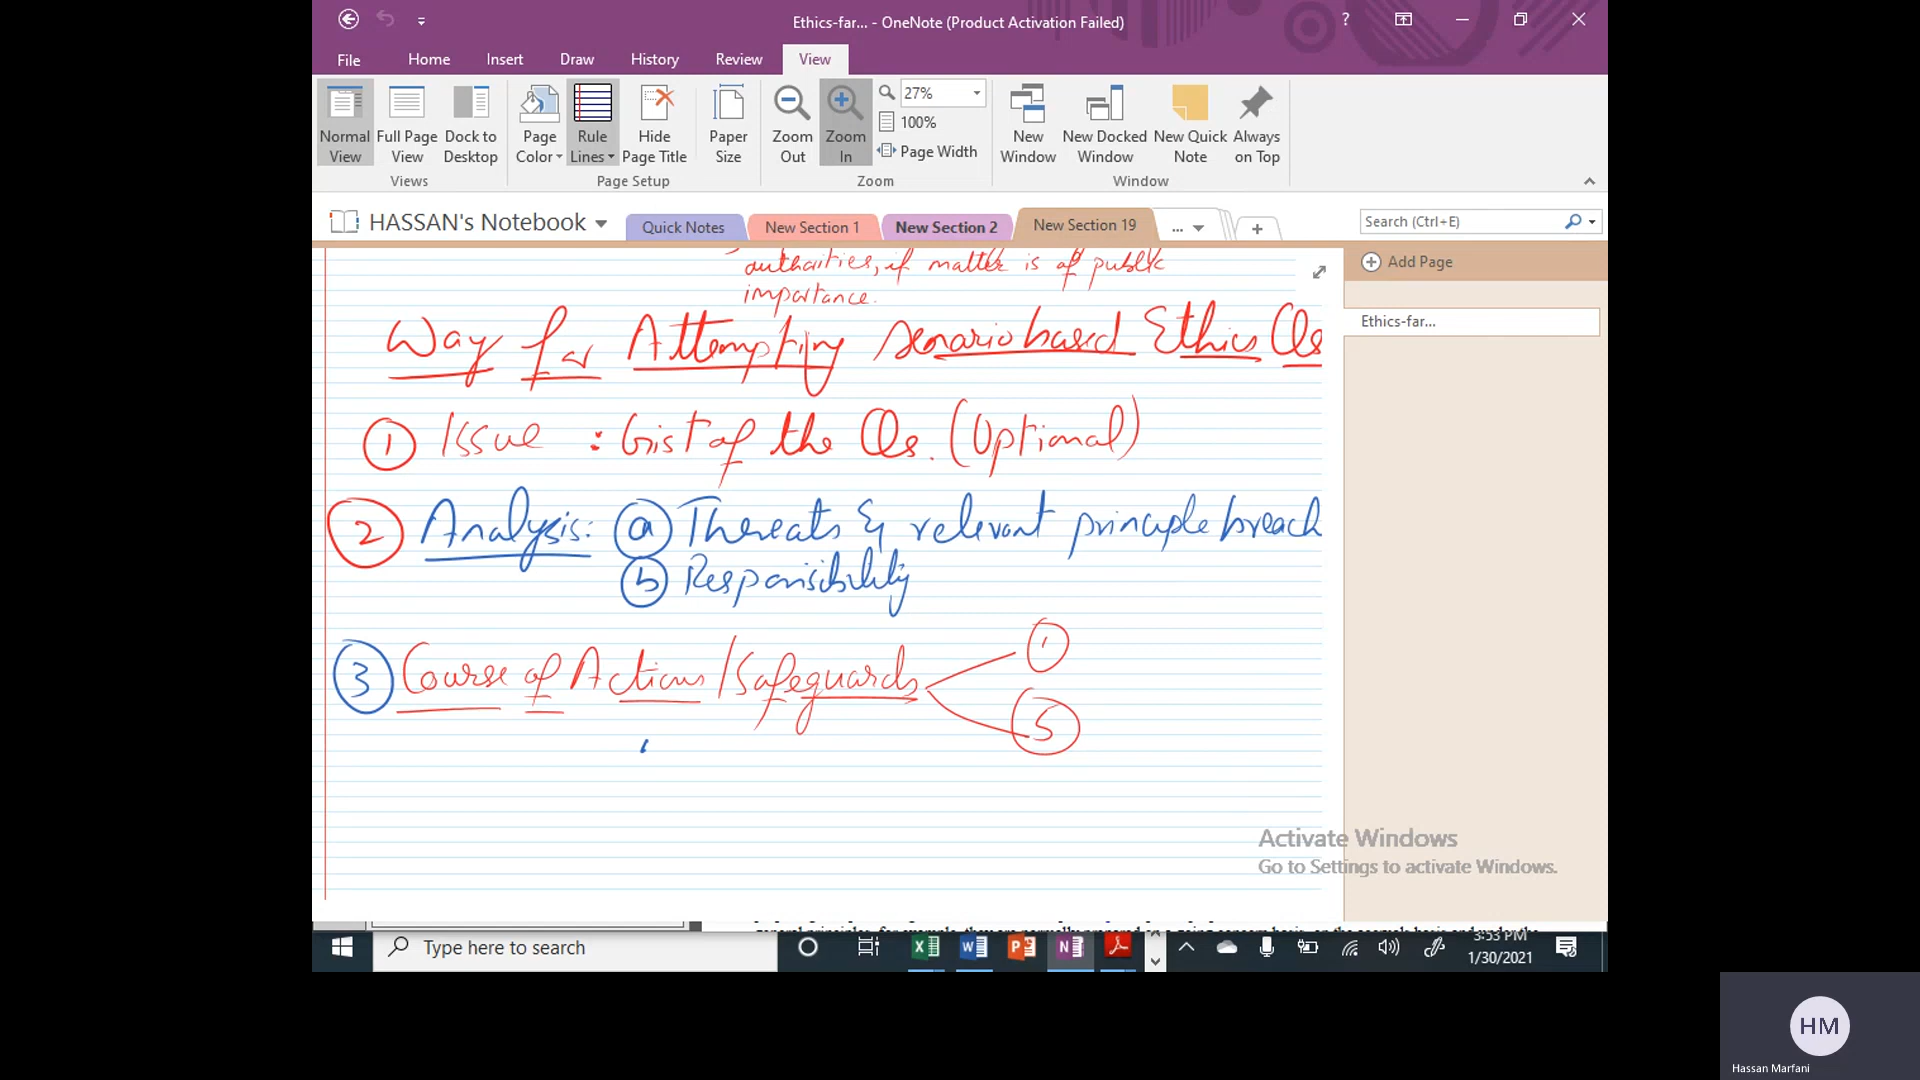 Ethics-far... - OneNote (Product Activation Failed)
?
File
Home
Insert
Draw
History
Review
View
Normal View
Full Page View
Dock to Desktop
Views
Page Color
Rule Lines
Hide Page Title
Paper Size
Page Setup
Zoom Out
Zoom In
27%
100%
Page Width
Zoom
New Window
New Docked Window
New Quick Note
Always on Top
Window
HASSAN's Notebook
Quick Notes
New Section 1
New Section 2
New Section 19
...
Search (Ctrl+E)
Add Page
Ethics-far...
authorities, if matter is of public
importance.
Way for Attempting senario based Ethics Qs
1 Issue : Gist of the Qs. (Optional)
2 Analysis: a Threats & relevant principle breach
b Responsibility
3 Course of Actions/Safeguards
1
5
Activate Windows
Go to Settings to activate Windows.
Type here to search
3:53 PM
1/30/2021
HM
Hassan Marfani